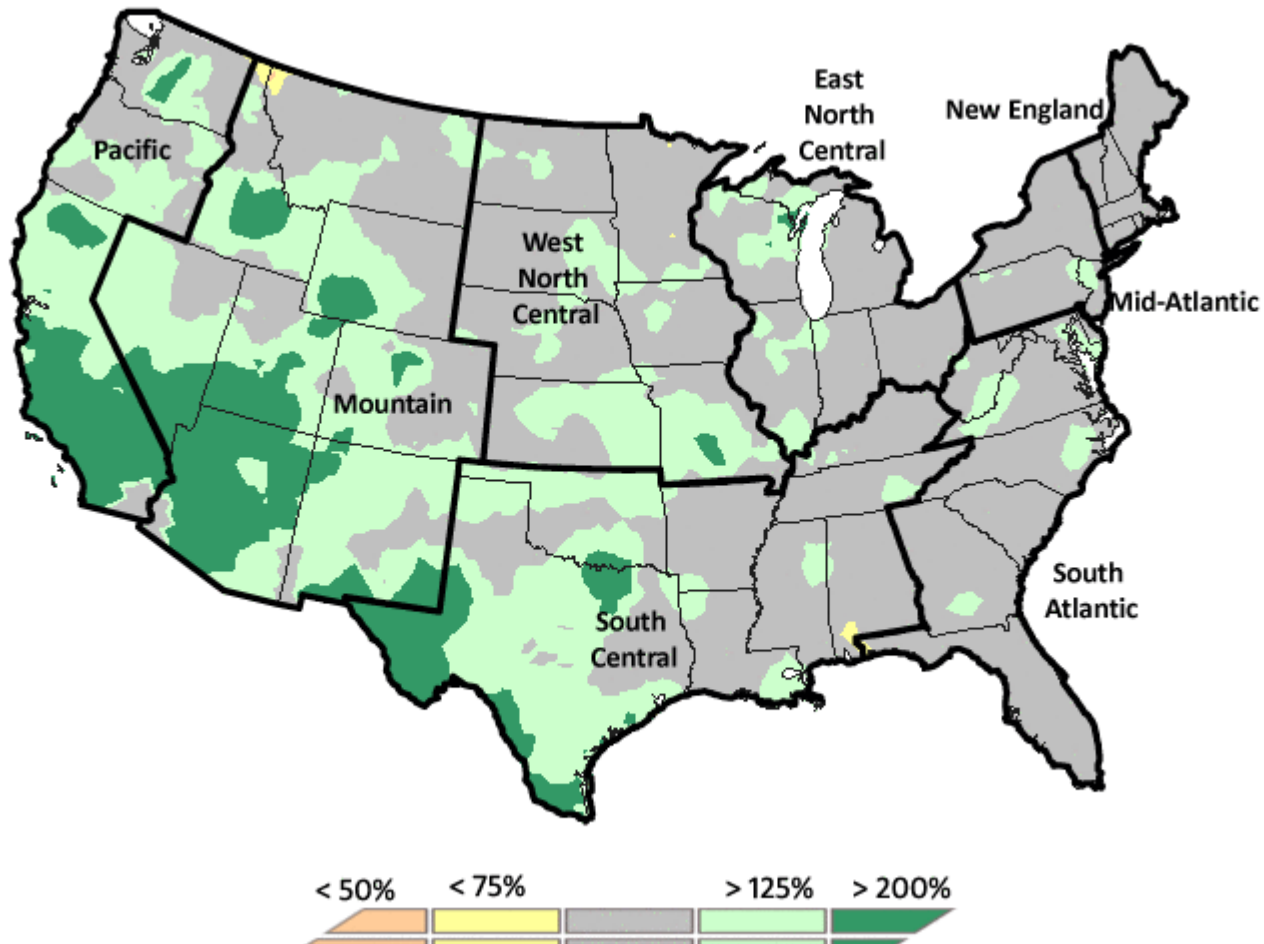 East
North
Central
New England
Pacific
West
North
Central
Mid-Atlantic
Mountain
South
Atlantic
South
Central
< 50%
< 75%
> 125%
> 200%